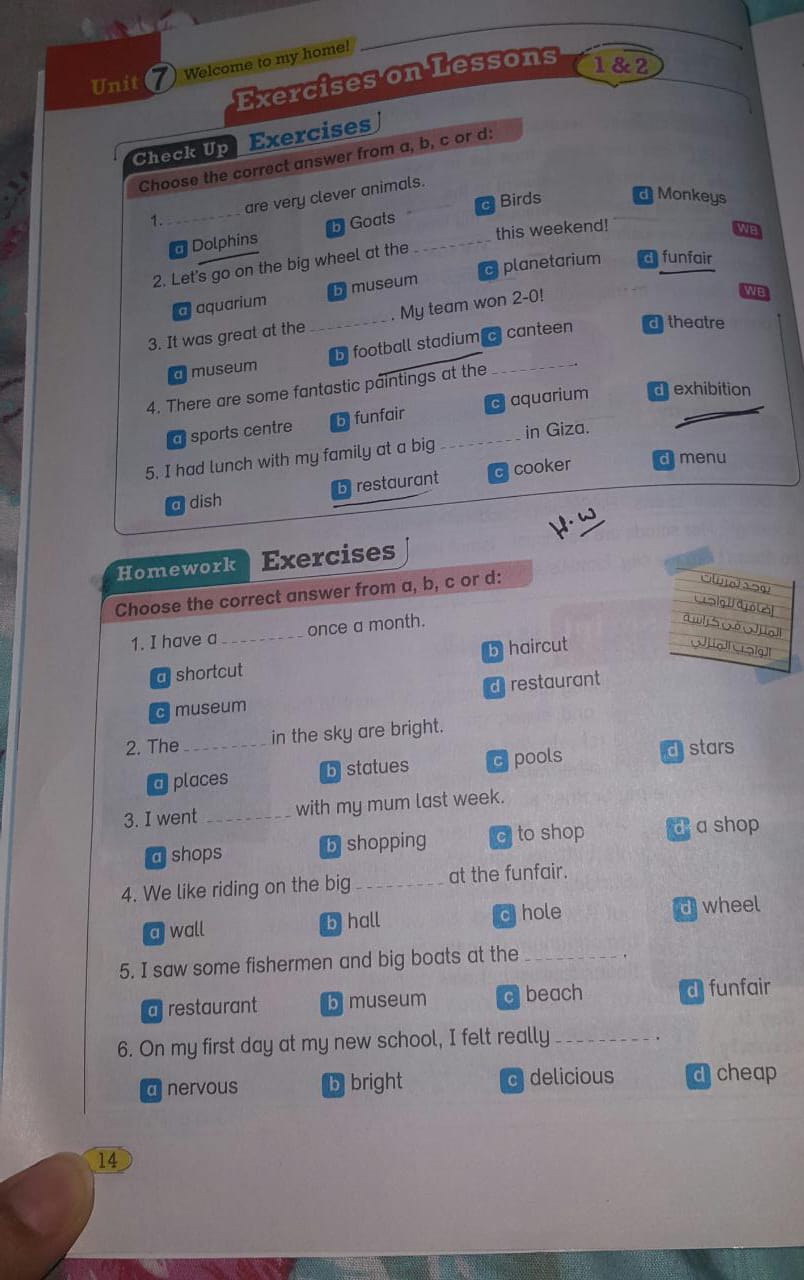 Unit 7 Welcome to my home!
Exercises on Lessons 1 & 2
Check Up Exercises
Choose the correct answer from a, b, c or d:
1. ________ are very clever animals.
a Dolphins b Goats c Birds d Monkeys
2. Let's go on the big wheel at the ________ this weekend! WB
a aquarium b museum c planetarium d funfair
3. It was great at the ________. My team won 2-0! WB
a museum b football stadium c canteen d theatre
4. There are some fantastic paintings at the ________.
a sports centre b funfair c aquarium d exhibition
5. I had lunch with my family at a big ________ in Giza.
a dish b restaurant c cooker d menu
H.W
Homework Exercises
يوجد تمرينات
إضافية للواجب
المنزلى فى كراسة
الواجب المنزلي
Choose the correct answer from a, b, c or d:
1. I have a ________ once a month.
a shortcut b haircut
c museum d restaurant
2. The ________ in the sky are bright.
a places b statues c pools d stars
3. I went ________ with my mum last week.
a shops b shopping c to shop d a shop
4. We like riding on the big ________ at the funfair.
a wall b hall c hole d wheel
5. I saw some fishermen and big boats at the ________.
a restaurant b museum c beach d funfair
6. On my first day at my new school, I felt really ________.
a nervous b bright c delicious d cheap
14